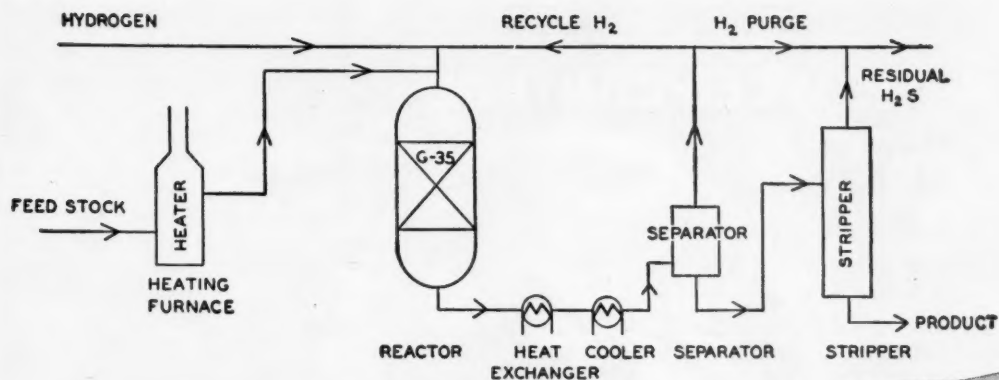 HYDROGEN
RECYCLE H₂
H₂ PURGE
RESIDUAL
H₂S
G-35
FEED STOCK
HEATER
SEPARATOR
STRIPPER
HEATING
FURNACE
PRODUCT
REACTOR
HEAT
EXCHANGER
COOLER
SEPARATOR
STRIPPER